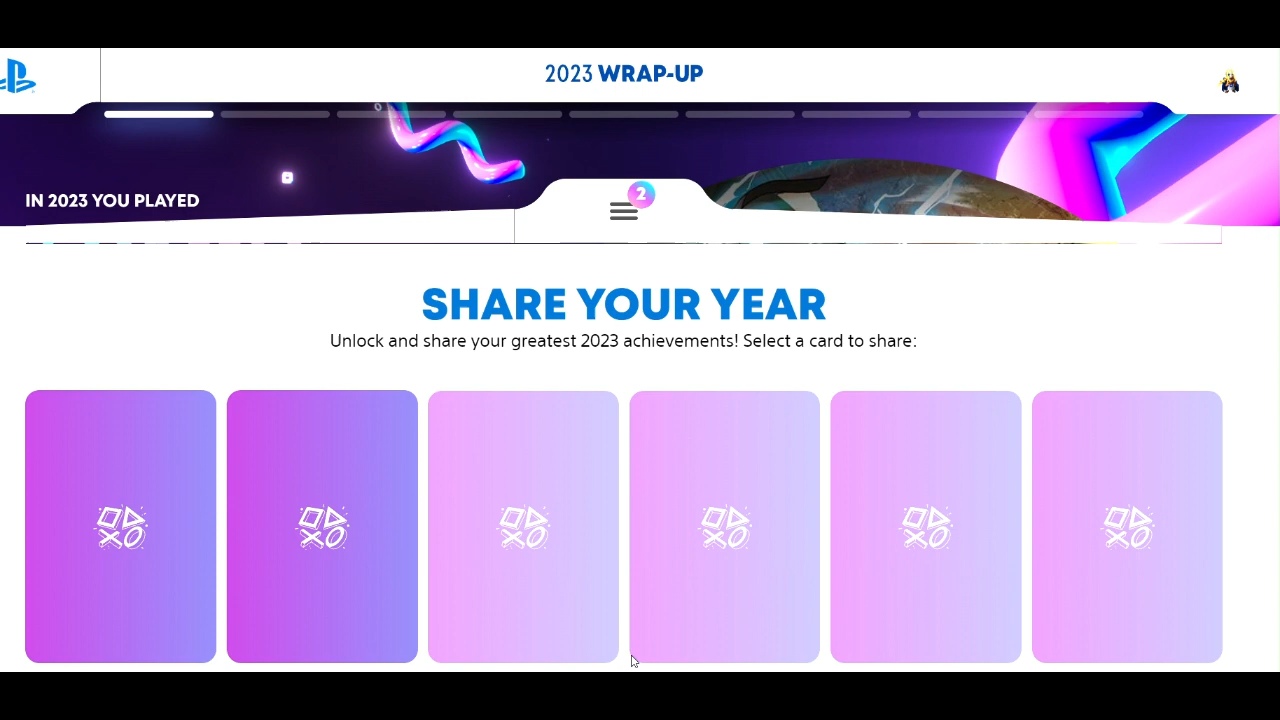 2023 WRAP-UP
IN 2023 YOU PLAYED
2
SHARE YOUR YEAR
Unlock and share your greatest 2023 achievements! Select a card to share: